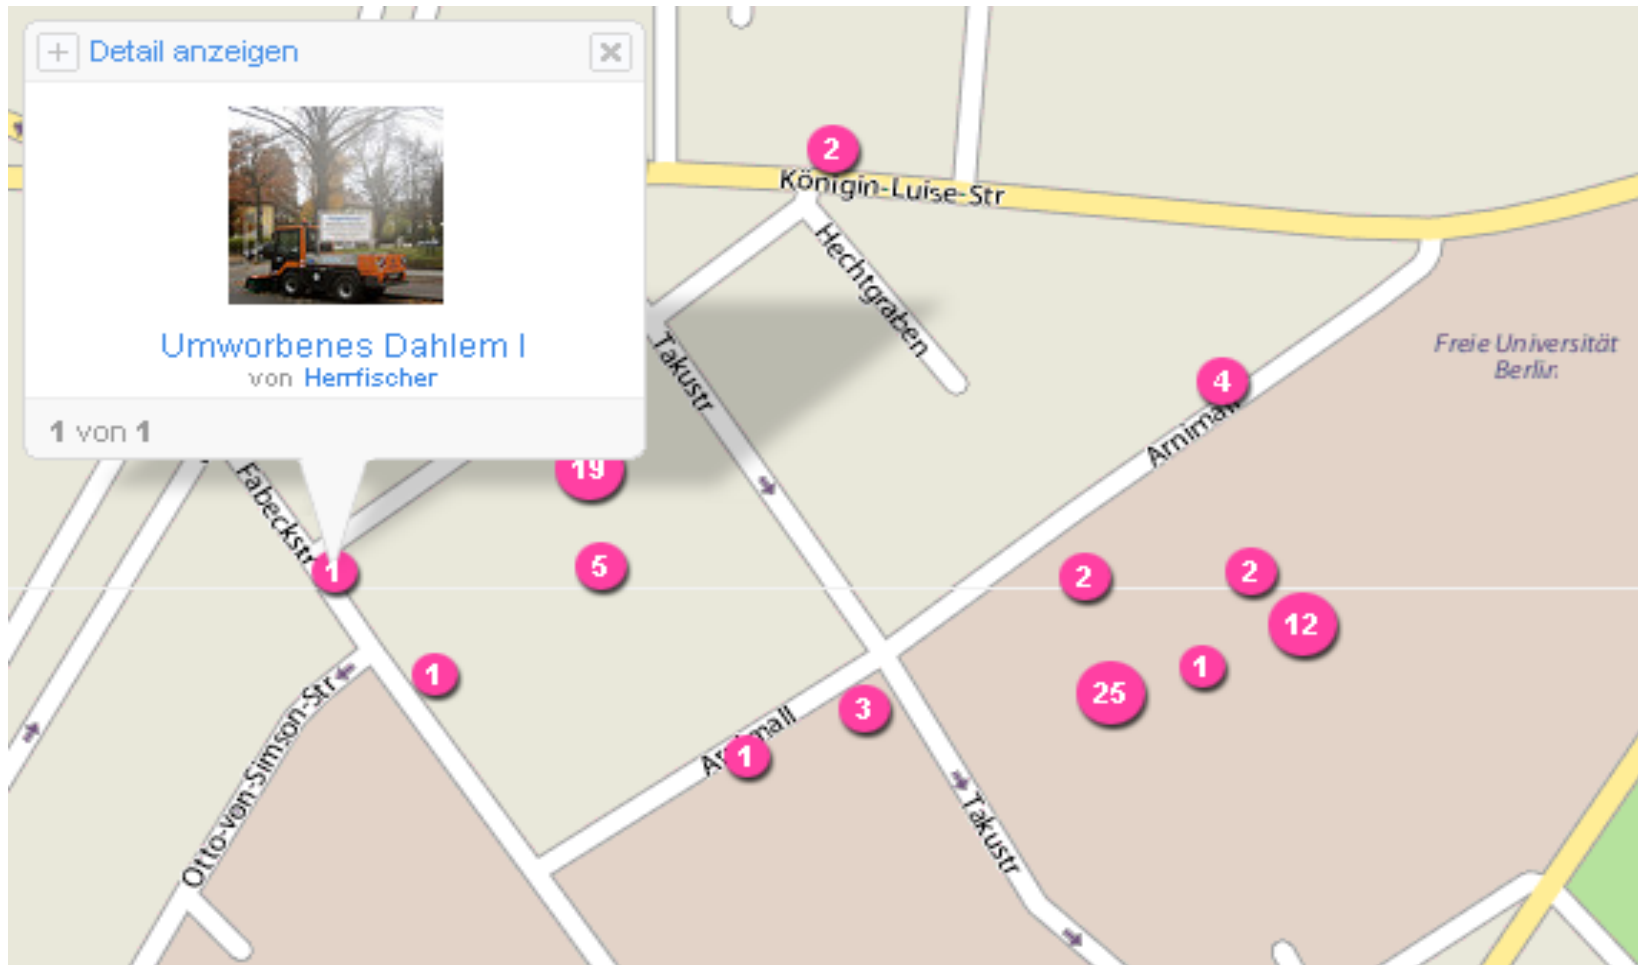 Detail anzeigen
Umworbenes Dahlem I
von Herrfischer
1 von 1
2
Königin-Luise-Str
Hechtgraben
Freie Universität
Berlin
Takustr
4
Arnimall
19
Fabeckstr
1
5
2
2
12
1
25
1
3
Otto-von-Simson-Str
1
Takustr